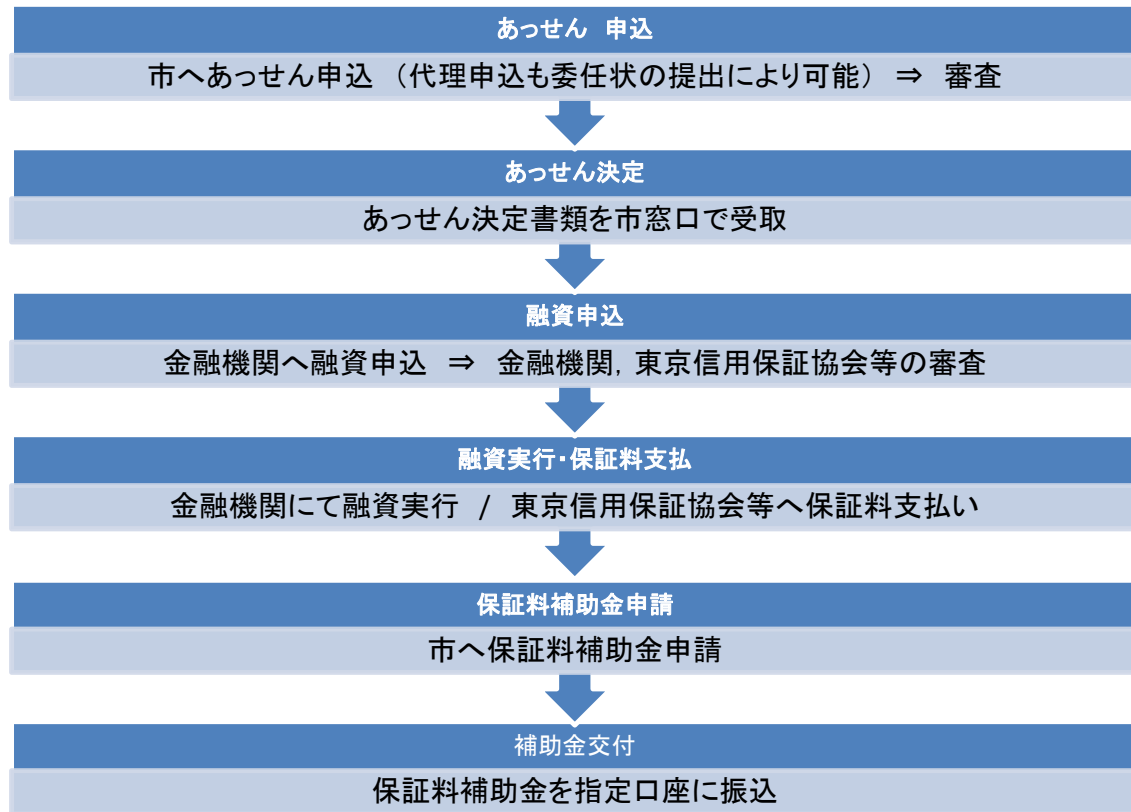 あっせん 申込
市へあっせん申込 （代理申込も委任状の提出により可能） ⇒ 審査
あっせん決定
あっせん決定書類を市窓口で受取
融資申込
金融機関へ融資申込 ⇒ 金融機関，東京信用保証協会等の審査
融資実行・保証料支払
金融機関にて融資実行 / 東京信用保証協会等へ保証料支払い
保証料補助金申請
市へ保証料補助金申請
補助金交付
保証料補助金を指定口座に振込